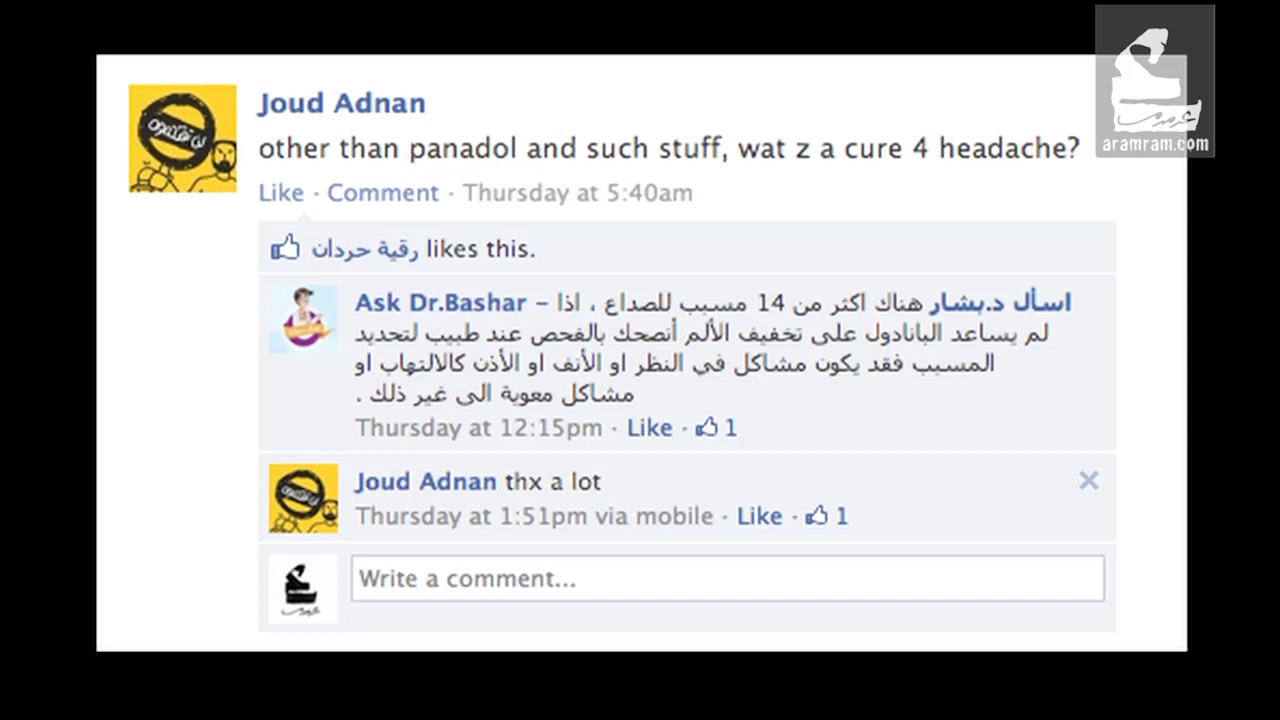 aramram.com
Joud Adnan
other than panadol and such stuff, wat z a cure 4 headache?
Like · Comment · Thursday at 5:40am
رقية حردان likes this.
Ask Dr.Bashar – اسأل د.بشار هناك اكثر من 14 مسبب للصداع ، اذا
لم يساعد البانادول على تخفيف الألم أنصحك بالفحص عند طبيب لتحديد
المسبب فقد يكون مشاكل في النظر او الأنف او الأذن كالالتهاب او
مشاكل معوية الى غير ذلك .
Thursday at 12:15pm · Like · 1
Joud Adnan thx a lot
Thursday at 1:51pm via mobile · Like · 1
Write a comment...